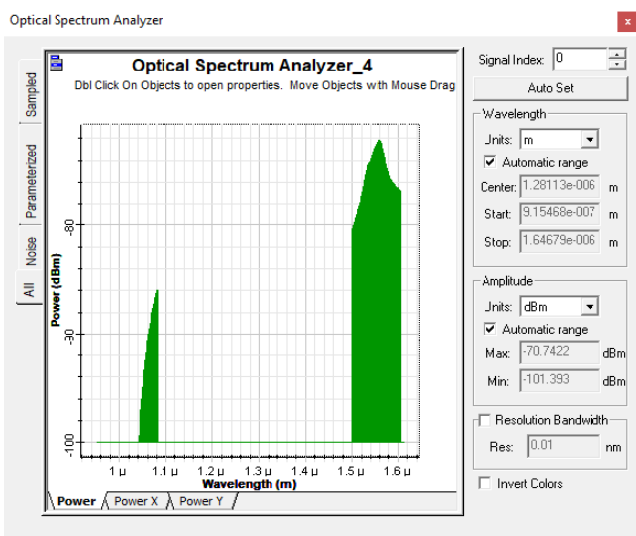 Optical Spectrum Analyzer
x
Optical Spectrum Analyzer_4
Dbl Click On Objects to open properties. Move Objects with Mouse Drag
Sampled
Parameterized
Noise
All
Power (dBm)
-80
-90
-100
1 µ
1.1 µ
1.2 µ
1.3 µ
1.4 µ
1.5 µ
1.6 µ
Wavelength (m)
Power
Power X
Power Y
Signal Index: 0
Auto Set
Wavelength
Units: m
Automatic range
Center: 1.28113e-006 m
Start: 9.15468e-007 m
Stop: 1.64679e-006 m
Amplitude
Units: dBm
Automatic range
Max: -70.7422 dBm
Min: -101.393 dBm
Resolution Bandwidth
Res: 0.01 nm
Invert Colors